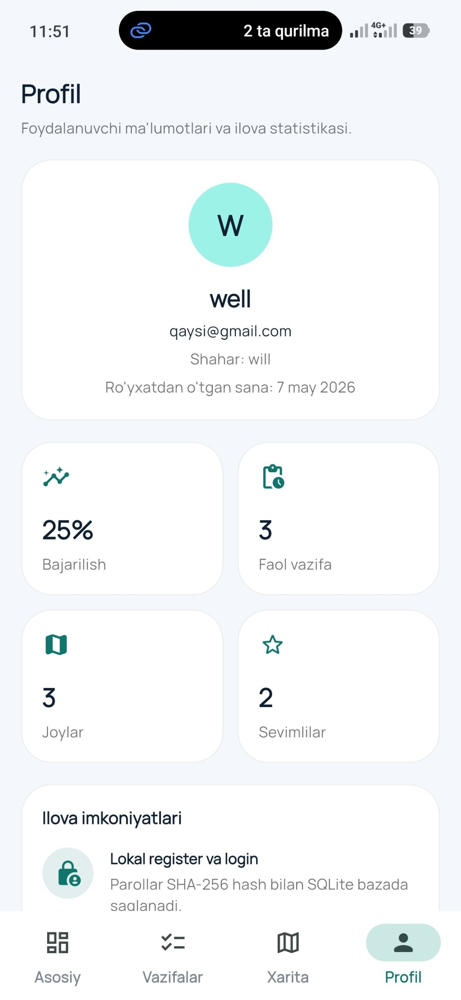 11:51
2 ta qurilma
4G+
39
Profil
Foydalanuvchi ma'lumotlari va ilova statistikasi.
W
well
qaysi@gmail.com
Shahar: will
Ro'yxatdan o'tgan sana: 7 may 2026
25%
Bajarilish
3
Faol vazifa
3
Joylar
2
Sevimlilar
Ilova imkoniyatlari
Lokal register va login
Parollar SHA-256 hash bilan SQLite bazada
saqlanadi.
Asosiy
Vazifalar
Xarita
Profil